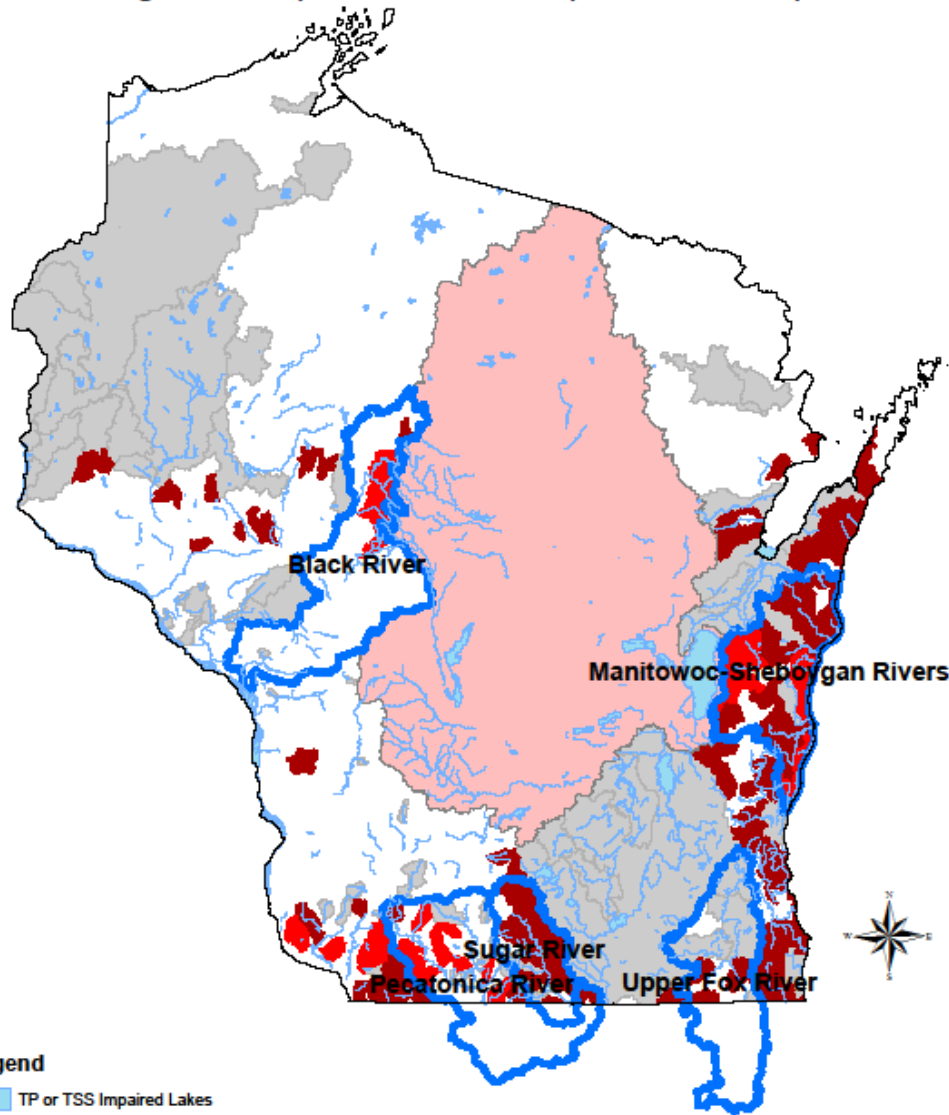 Black River
Manitowoc-Sheboygan Rivers
N
W
E
S
Sugar River
Pecatonica River
Upper Fox River
gend
TP or TSS Impaired Lakes